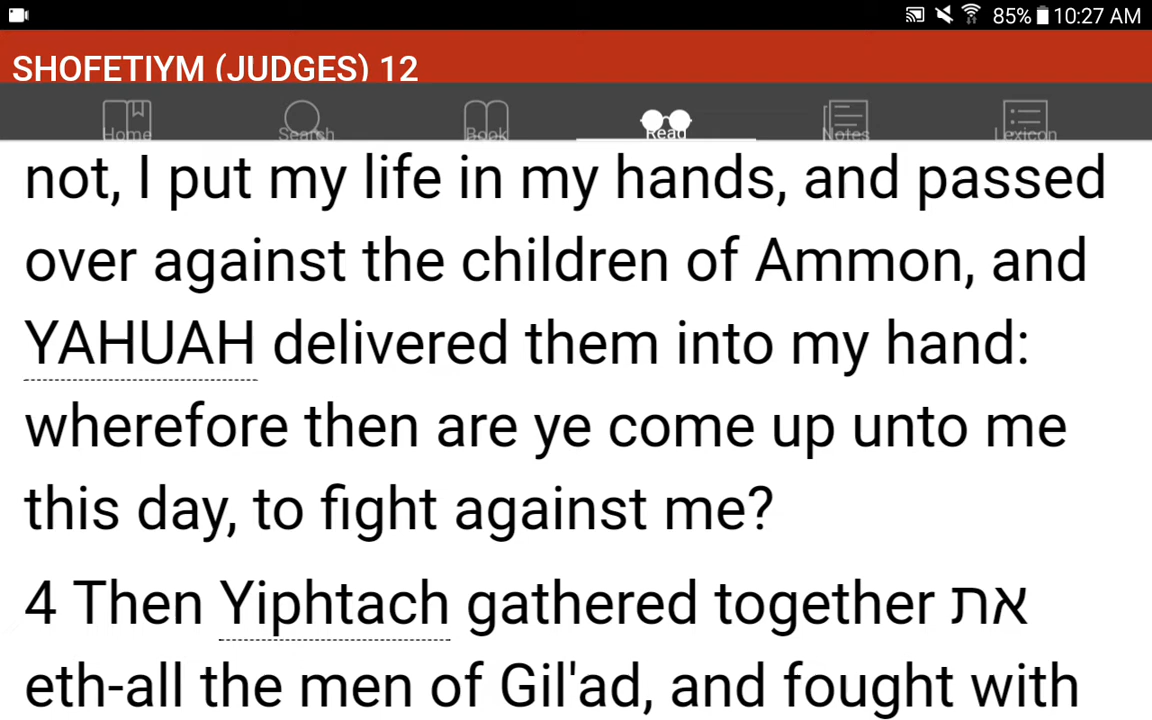 85% 10:27 AM
SHOFETIYM (JUDGES) 12
Home Search Book Read Notes Lexicon
not, I put my life in my hands, and passed
over against the children of Ammon, and
YAHUAH delivered them into my hand:
wherefore then are ye come up unto me
this day, to fight against me?
4 Then Yiphtach gathered together את
eth-all the men of Gil'ad, and fought with